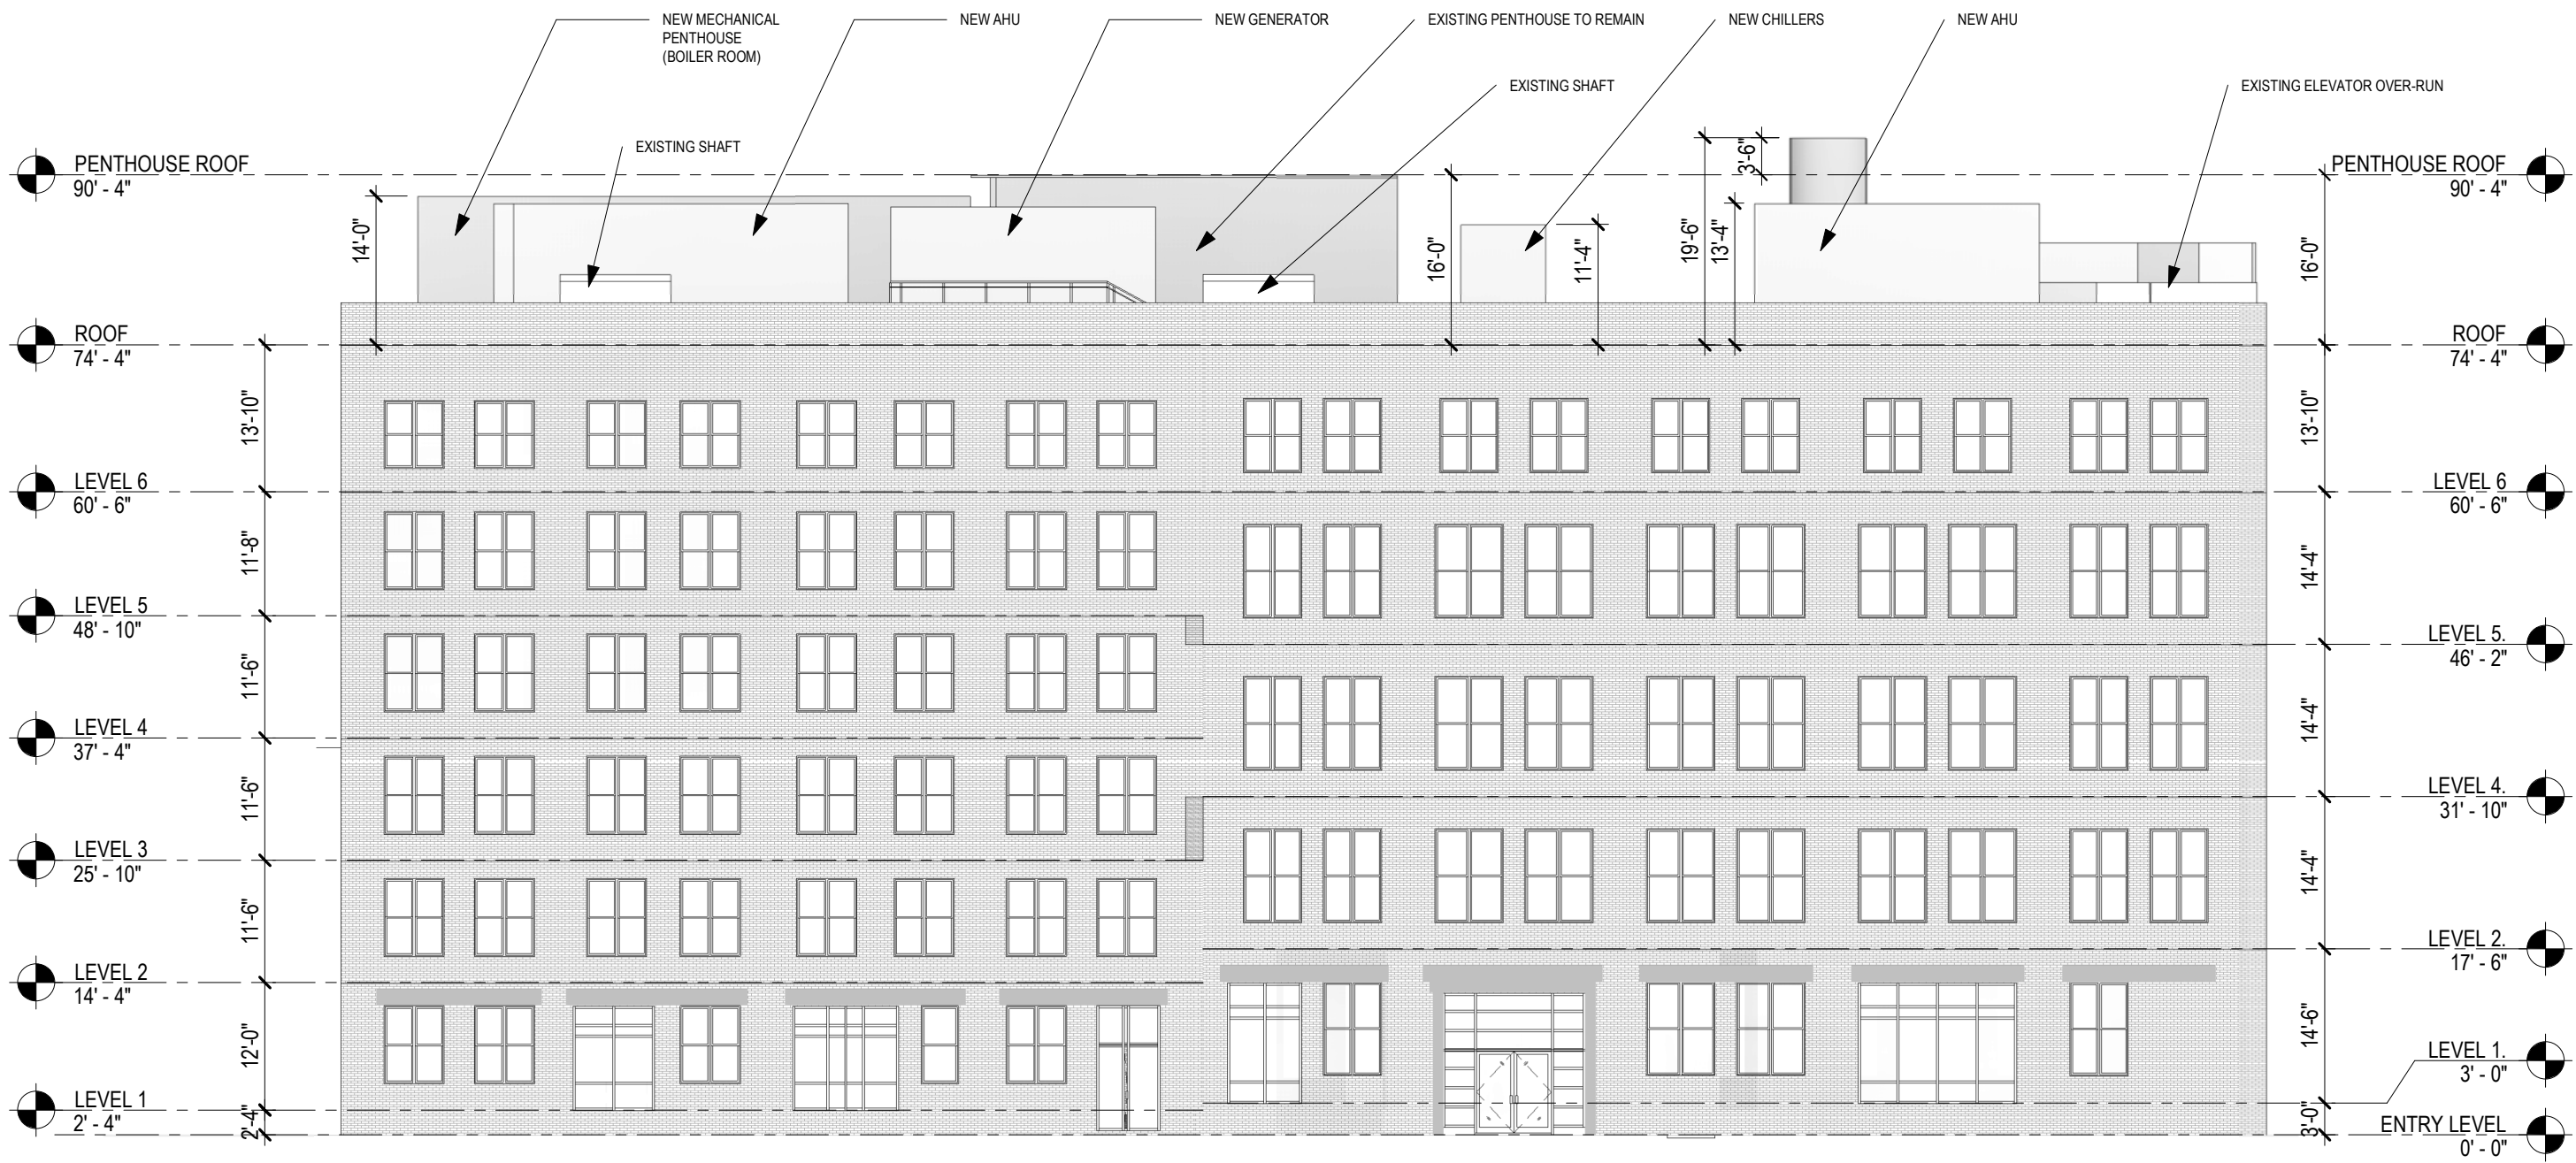 NEW MECHANICAL
PENTHOUSE
(BOILER ROOM)
NEW AHU
NEW GENERATOR
EXISTING PENTHOUSE TO REMAIN
NEW CHILLERS
NEW AHU
EXISTING SHAFT
EXISTING ELEVATOR OVER-RUN
EXISTING SHAFT
PENTHOUSE ROOF
90' - 4"
ROOF
74' - 4"
LEVEL 6
60' - 6"
LEVEL 5
48' - 10"
LEVEL 4
37' - 4"
LEVEL 3
25' - 10"
LEVEL 2
14' - 4"
LEVEL 1
2' - 4"
13'-10"
11'-8"
11'-6"
11'-6"
11'-6"
12'-0"
2'-4"
14'-0"
16'-0"
11'-4"
19'-6"
13'-4"
3'-6"
16'-0"
13'-10"
14'-4"
14'-4"
14'-4"
14'-6"
3'-0"
PENTHOUSE ROOF
90' - 4"
ROOF
74' - 4"
LEVEL 6
60' - 6"
LEVEL 5.
46' - 2"
LEVEL 4.
31' - 10"
LEVEL 2.
17' - 6"
LEVEL 1.
3' - 0"
ENTRY LEVEL
0' - 0"